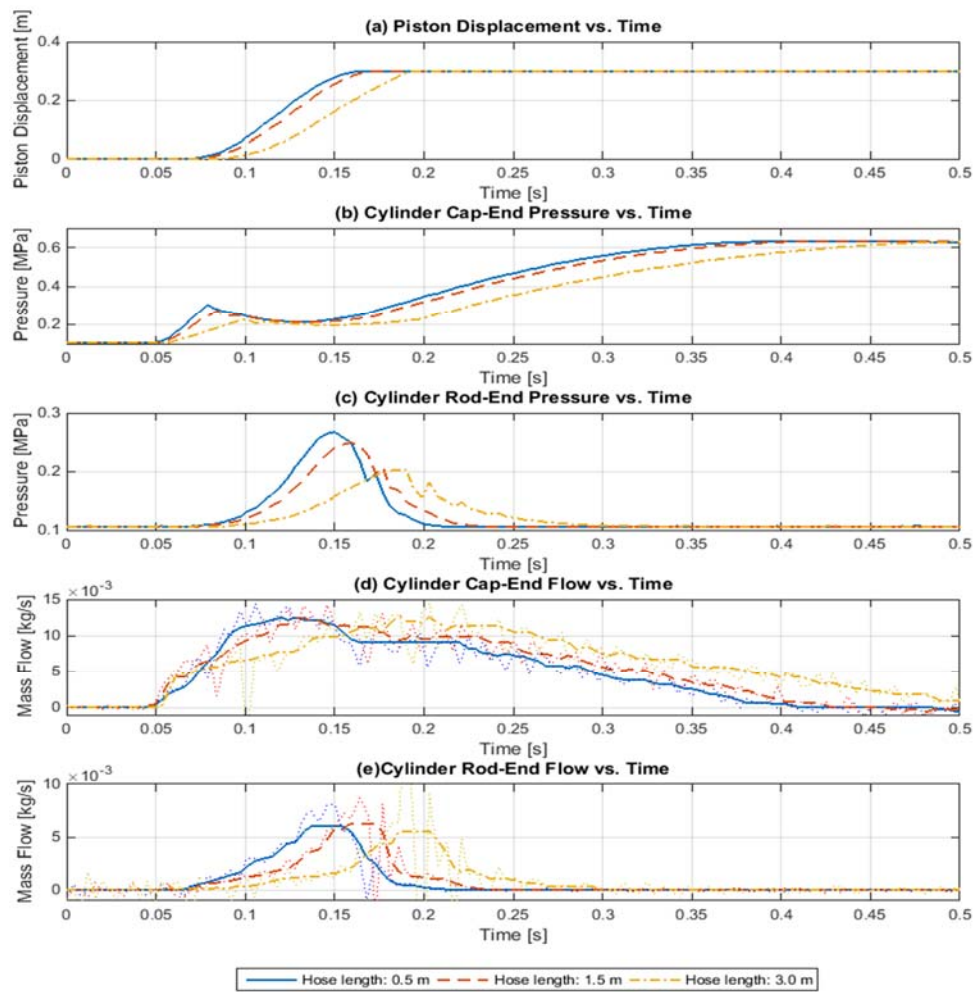 (a) Piston Displacement vs. Time
Piston Displacement [m]
0.4
0.2
0
0 0.05 0.1 0.15 0.2 0.25 0.3 0.35 0.4 0.45 0.5
Time [s]
(b) Cylinder Cap-End Pressure vs. Time
Pressure [MPa]
0.6
0.4
0.2
0 0.05 0.1 0.15 0.2 0.25 0.3 0.35 0.4 0.45 0.5
Time [s]
(c) Cylinder Rod-End Pressure vs. Time
Pressure [MPa]
0.3
0.2
0.1
0 0.05 0.1 0.15 0.2 0.25 0.3 0.35 0.4 0.45 0.5
Time [s]
× 10⁻³
(d) Cylinder Cap-End Flow vs. Time
Mass Flow [kg/s]
15
10
5
0
0 0.05 0.1 0.15 0.2 0.25 0.3 0.35 0.4 0.45 0.5
Time [s]
× 10⁻³
(e)Cylinder Rod-End Flow vs. Time
Mass Flow [kg/s]
10
5
0
0 0.05 0.1 0.15 0.2 0.25 0.3 0.35 0.4 0.45 0.5
Time [s]
Hose length: 0.5 m Hose length: 1.5 m Hose length: 3.0 m